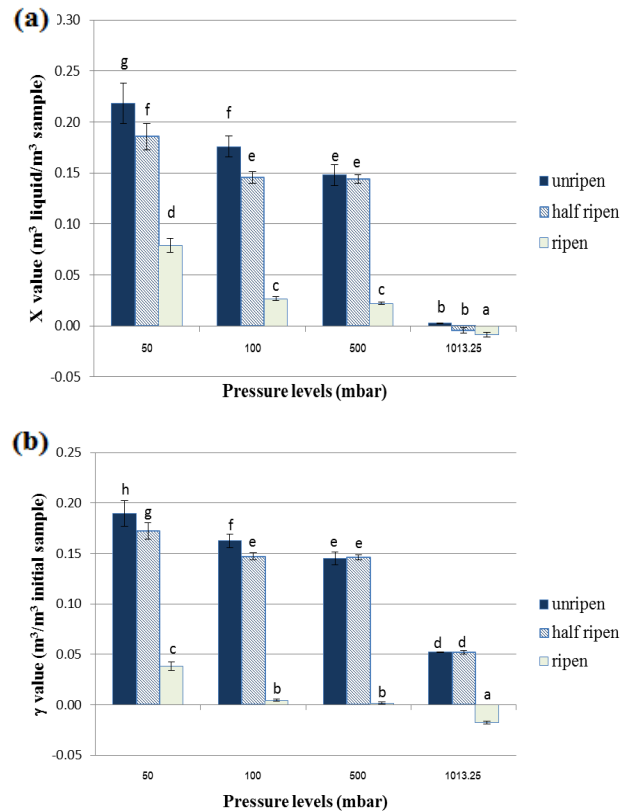 (a)
0.30
0.25
0.20
0.15
0.10
0.05
0.00
-0.05
X value (m³ liquid/m³ sample)
g f d
f e c
e e c
b b a
unripen
half ripen
ripen
50 100 500 1013.25
Pressure levels (mbar)
(b)
0.25
0.20
0.15
0.10
0.05
0.00
-0.05
γ value (m³/m³ initial sample)
h g c
f e b
e e b
d d a
unripen
half ripen
ripen
50 100 500 1013.25
Pressure levels (mbar)